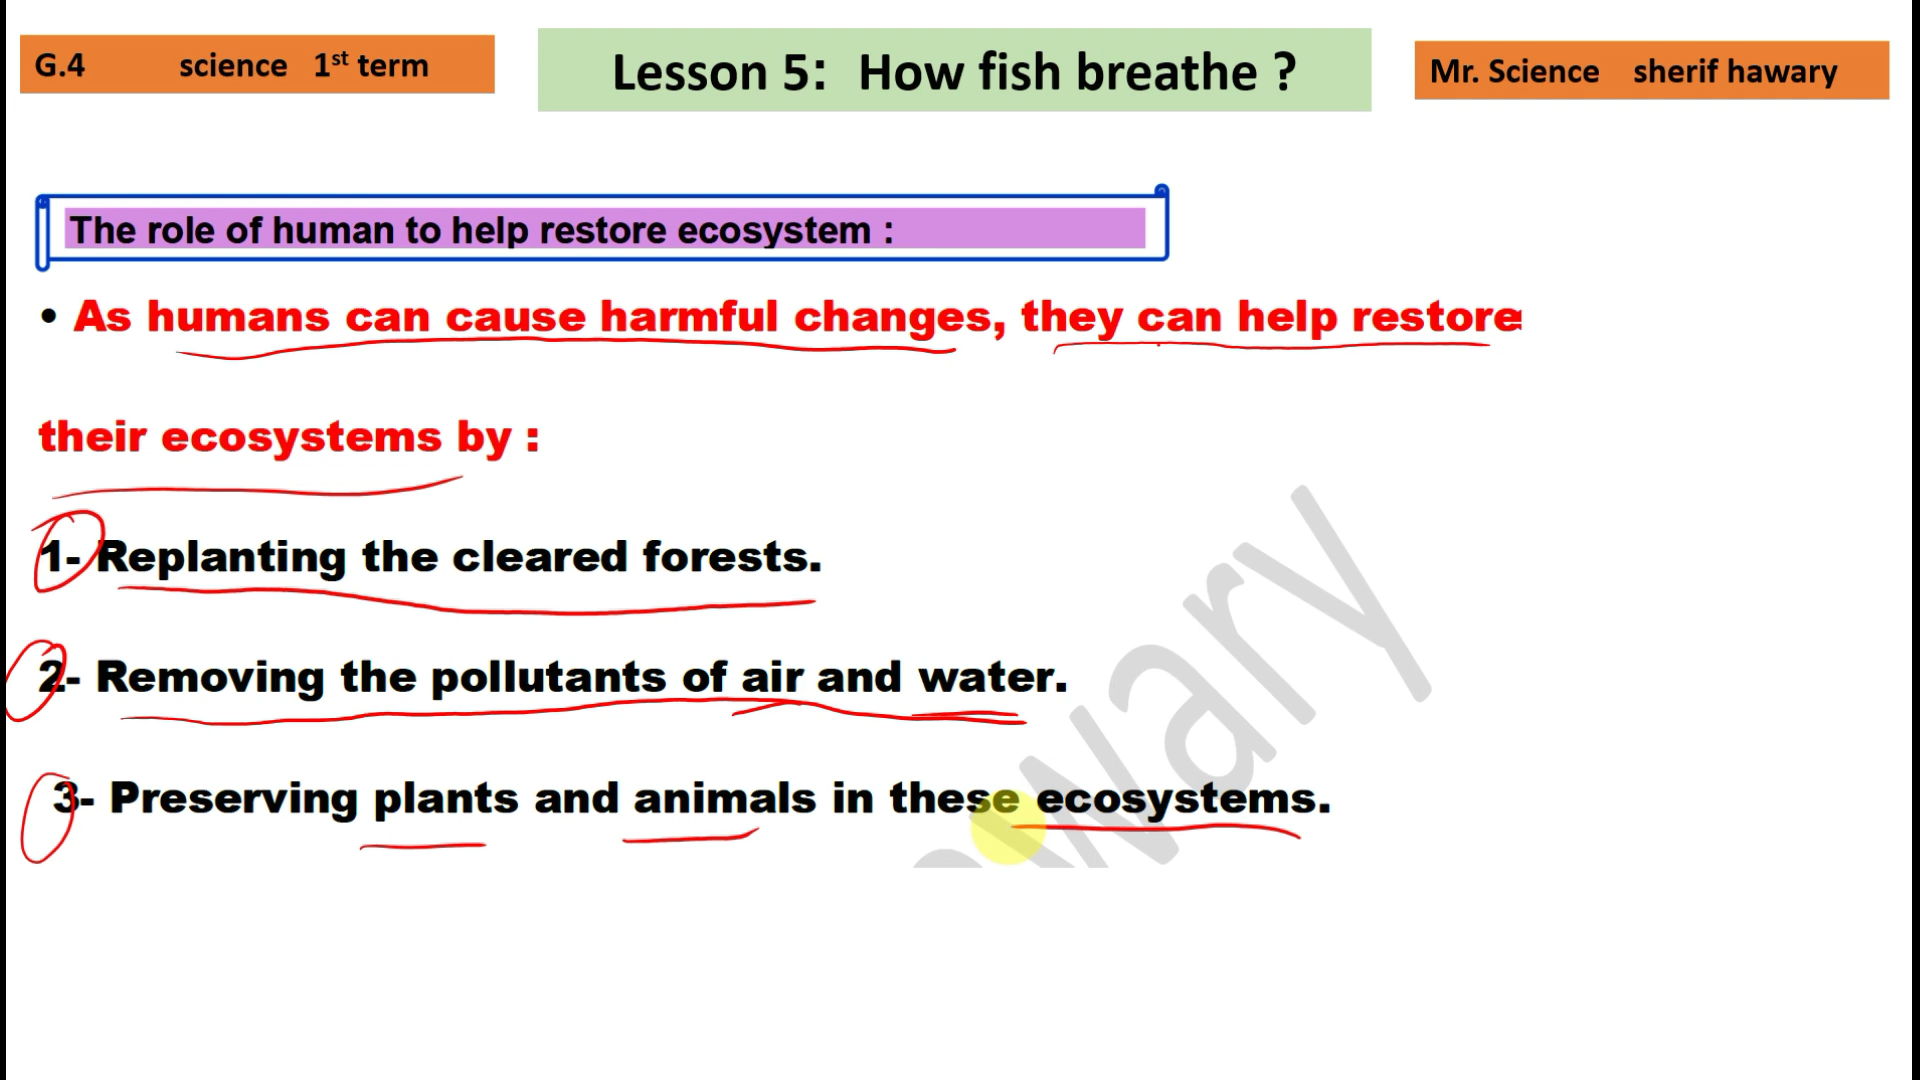 G.4 science 1st term
Lesson 5: How fish breathe ?
Mr. Science sherif hawary
The role of human to help restore ecosystem :
• As humans can cause harmful changes, they can help restore
their ecosystems by :
1- Replanting the cleared forests.
2- Removing the pollutants of air and water.
3- Preserving plants and animals in these ecosystems.